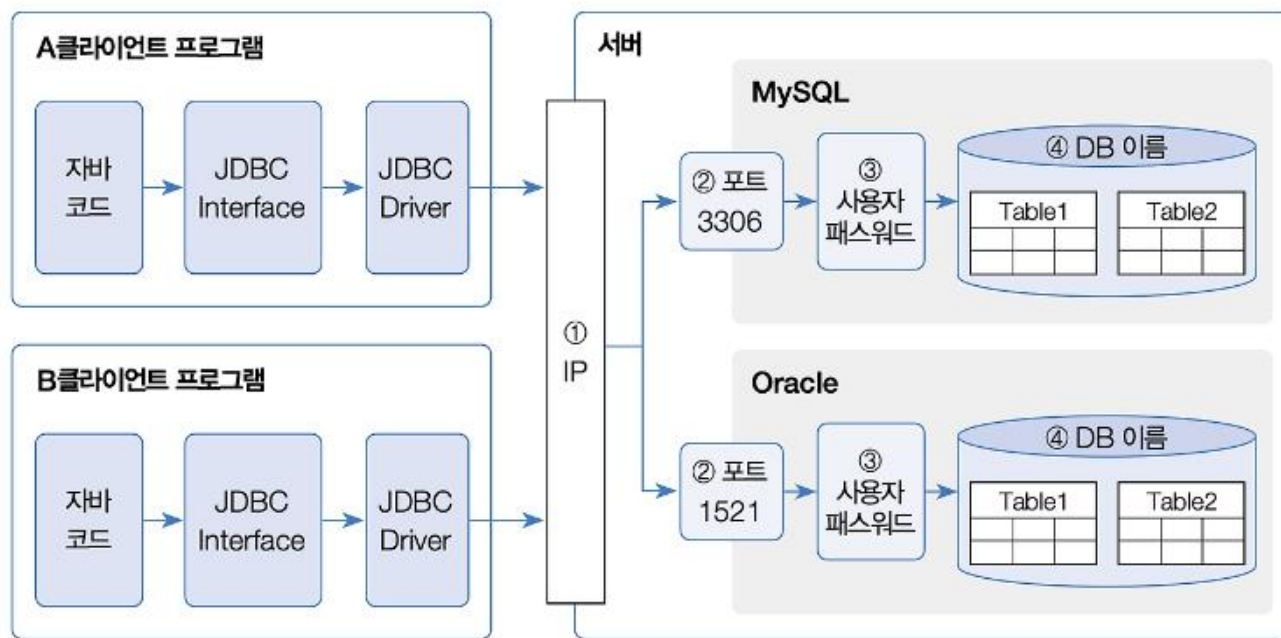 A클라이언트 프로그램
자바
코드
JDBC
Interface
JDBC
Driver
B클라이언트 프로그램
자바
코드
JDBC
Interface
JDBC
Driver
서버
①
IP
MySQL
② 포트
3306
③
사용자
패스워드
④ DB 이름
Table1
Table2
Oracle
② 포트
1521
③
사용자
패스워드
④ DB 이름
Table1
Table2